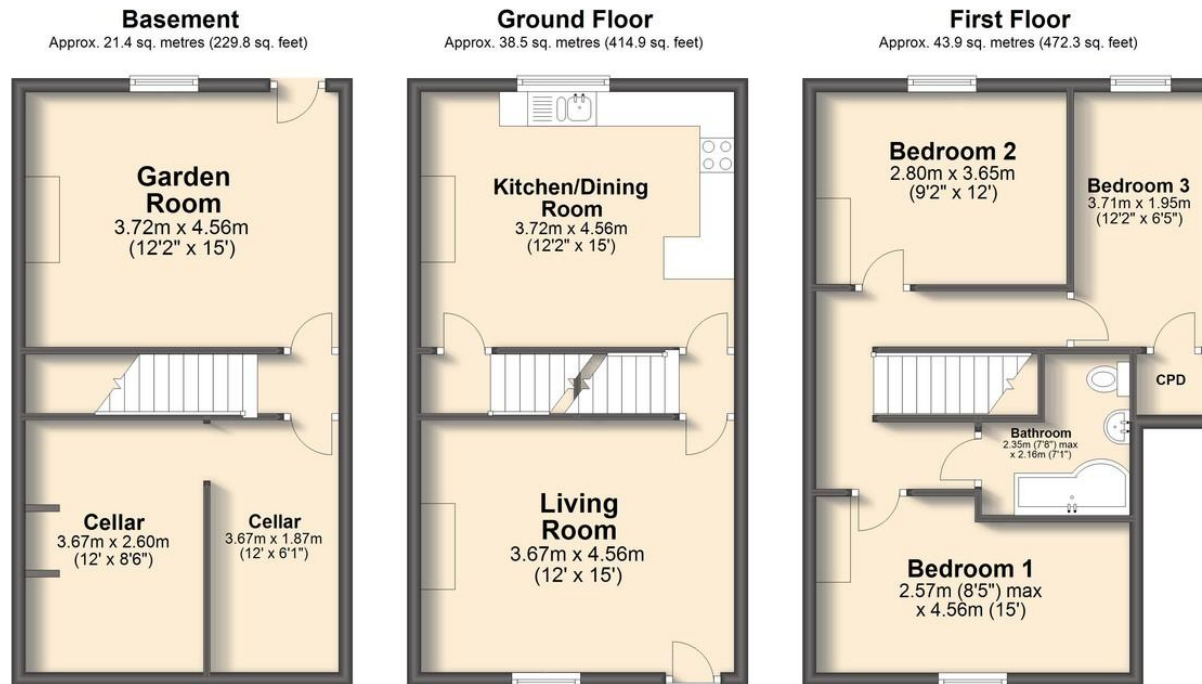 Basement
Approx. 21.4 sq. metres (229.8 sq. feet)
Garden
Room
3.72m x 4.56m
(12'2" x 15')
Cellar
3.67m x 2.60m
(12' x 8'6")
Cellar
3.67m x 1.87m
(12' x 6'1")
Ground Floor
Approx. 38.5 sq. metres (414.9 sq. feet)
Kitchen/Dining
Room
3.72m x 4.56m
(12'2" x 15')
Living
Room
3.67m x 4.56m
(12' x 15')
First Floor
Approx. 43.9 sq. metres (472.3 sq. feet)
Bedroom 2
2.80m x 3.65m
(9'2" x 12')
Bedroom 3
3.71m x 1.95m
(12'2" x 6'5")
CPD
Bathroom
2.35m (7'8") max
x 2.16m (7'1")
Bedroom 1
2.57m (8'5") max
x 4.56m (15')